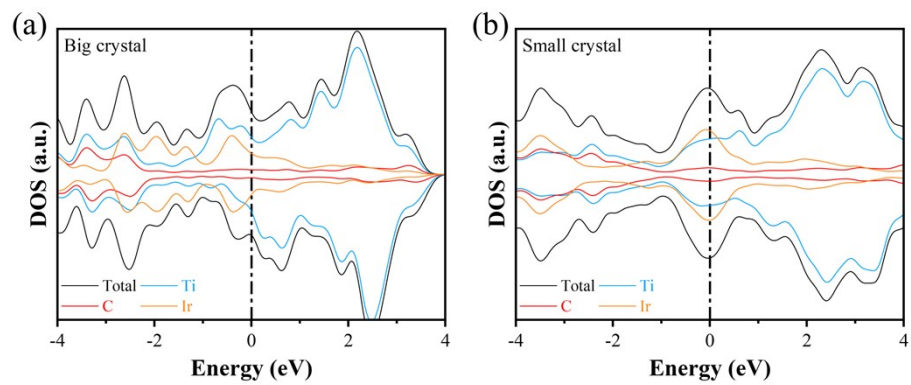 (a)
Big crystal
DOS (a.u.)
Total
Ti
C
Ir
-4
-2
0
2
4
Energy (eV)
(b)
Small crystal
DOS (a.u.)
Total
Ti
C
Ir
-4
-2
0
2
4
Energy (eV)